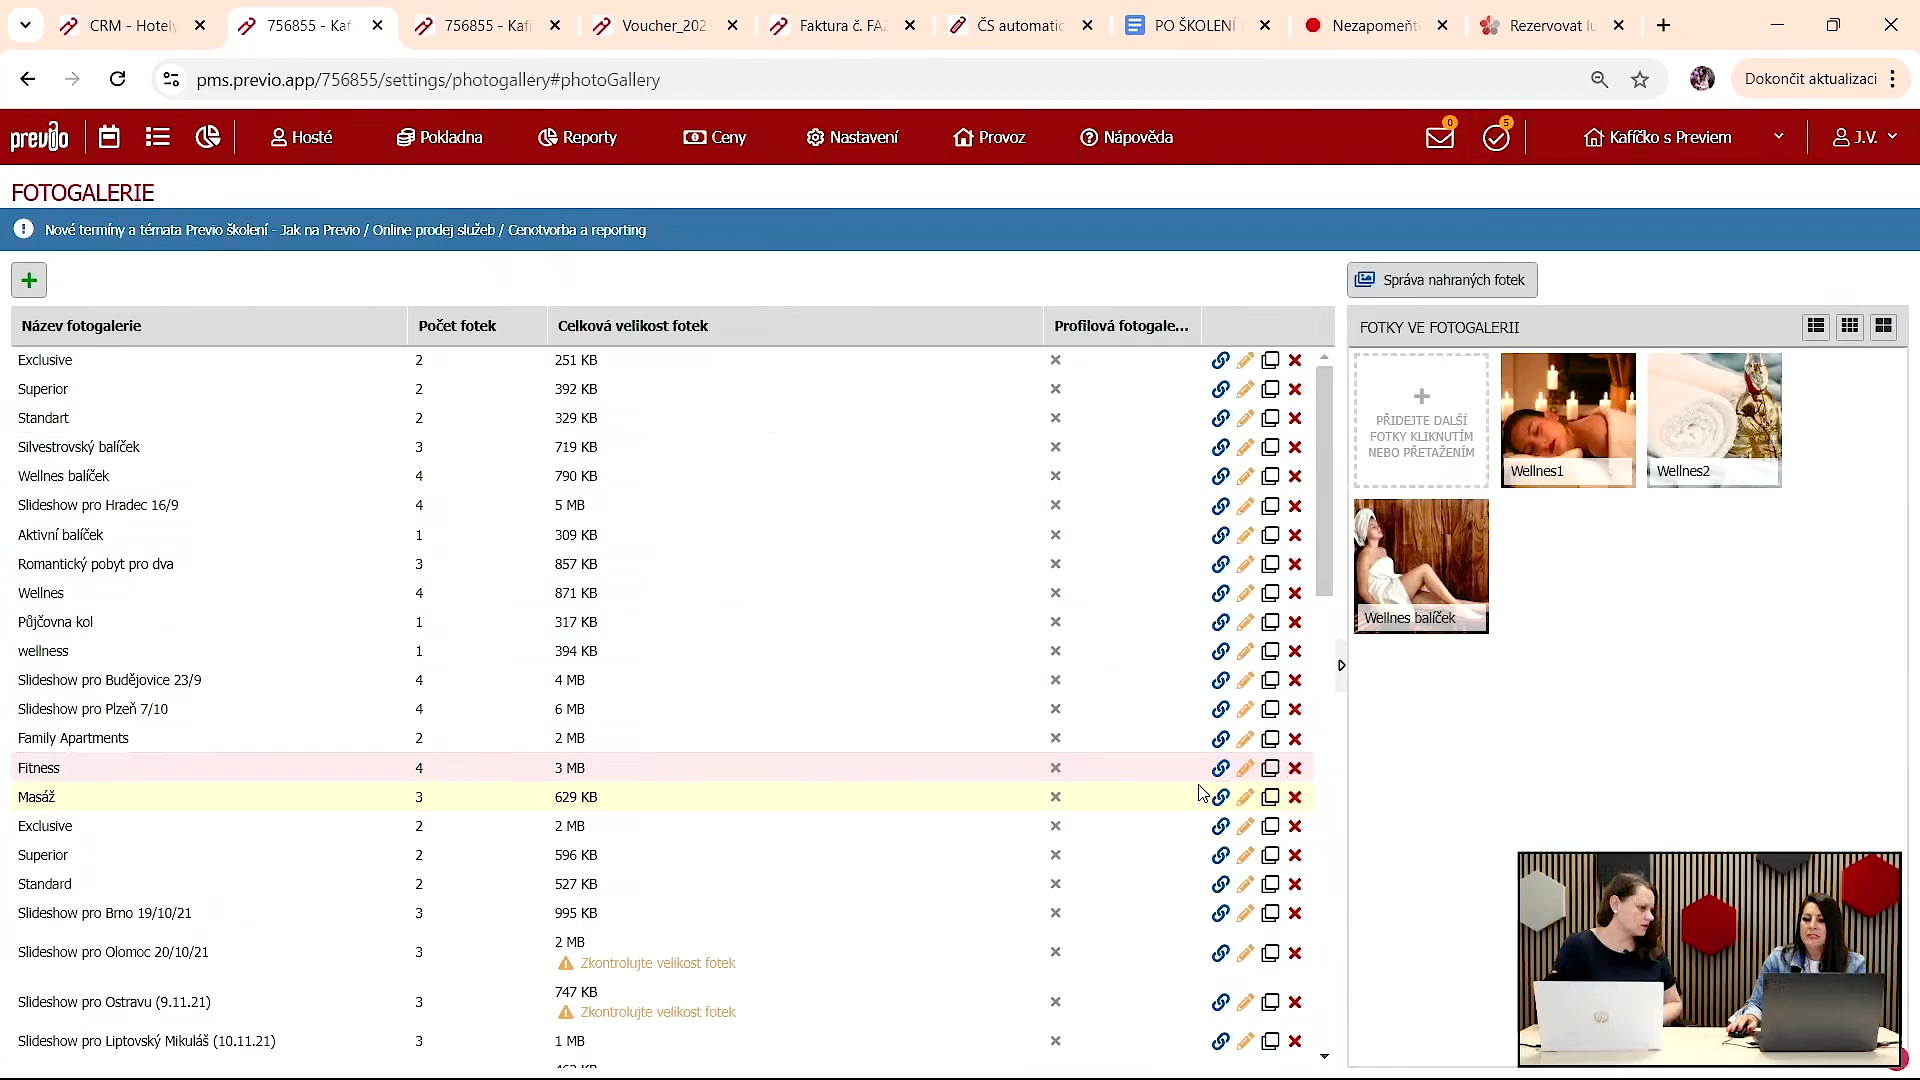 CRM - Hotely
756855 - Kaf
756855 - Kafí
Voucher_202
Faktura č. FAZ
ČS automatic
PO ŠKOLENÍ
Nezapomeňt
Rezervovat lu
pms.previo.app/756855/settings/photogallery#photoGallery
Dokončit aktualizaci
previo
Hosté
Pokladna
Reporty
Ceny
Nastavení
Provoz
Nápověda
0
5
Kafíčko s Previem
J.V.
FOTOGALERIE
Nové termíny a témata Previo školení - Jak na Previo / Online prodej služeb / Cenotvorba a reporting
Správa nahraných fotek
Název fotogalerie Počet fotek Celková velikost fotek Profilová fotogale...
Exclusive 2 251 KB
Superior 2 392 KB
Standart 2 329 KB
Silvestrovský balíček 3 719 KB
Wellnes balíček 4 790 KB
Slideshow pro Hradec 16/9 4 5 MB
Aktivní balíček 1 309 KB
Romantický pobyt pro dva 3 857 KB
Wellnes 4 871 KB
Půjčovna kol 1 317 KB
wellness 1 394 KB
Slideshow pro Budějovice 23/9 4 4 MB
Slideshow pro Plzeň 7/10 4 6 MB
Family Apartments 2 2 MB
Fitness 4 3 MB
Masáž 3 629 KB
Exclusive 2 2 MB
Superior 2 596 KB
Standard 2 527 KB
Slideshow pro Brno 19/10/21 3 995 KB
Slideshow pro Olomoc 20/10/21 3 2 MB
Zkontrolujte velikost fotek
Slideshow pro Ostravu (9.11.21) 3 747 KB
Zkontrolujte velikost fotek
Slideshow pro Liptovský Mikuláš (10.11.21) 3 1 MB
FOTKY VE FOTOGALERII
PŘIDEJTE DALŠÍ
FOTKY KLIKNUTÍM
NEBO PŘETAŽENÍM
Wellnes1
Wellnes2
Wellnes balíček